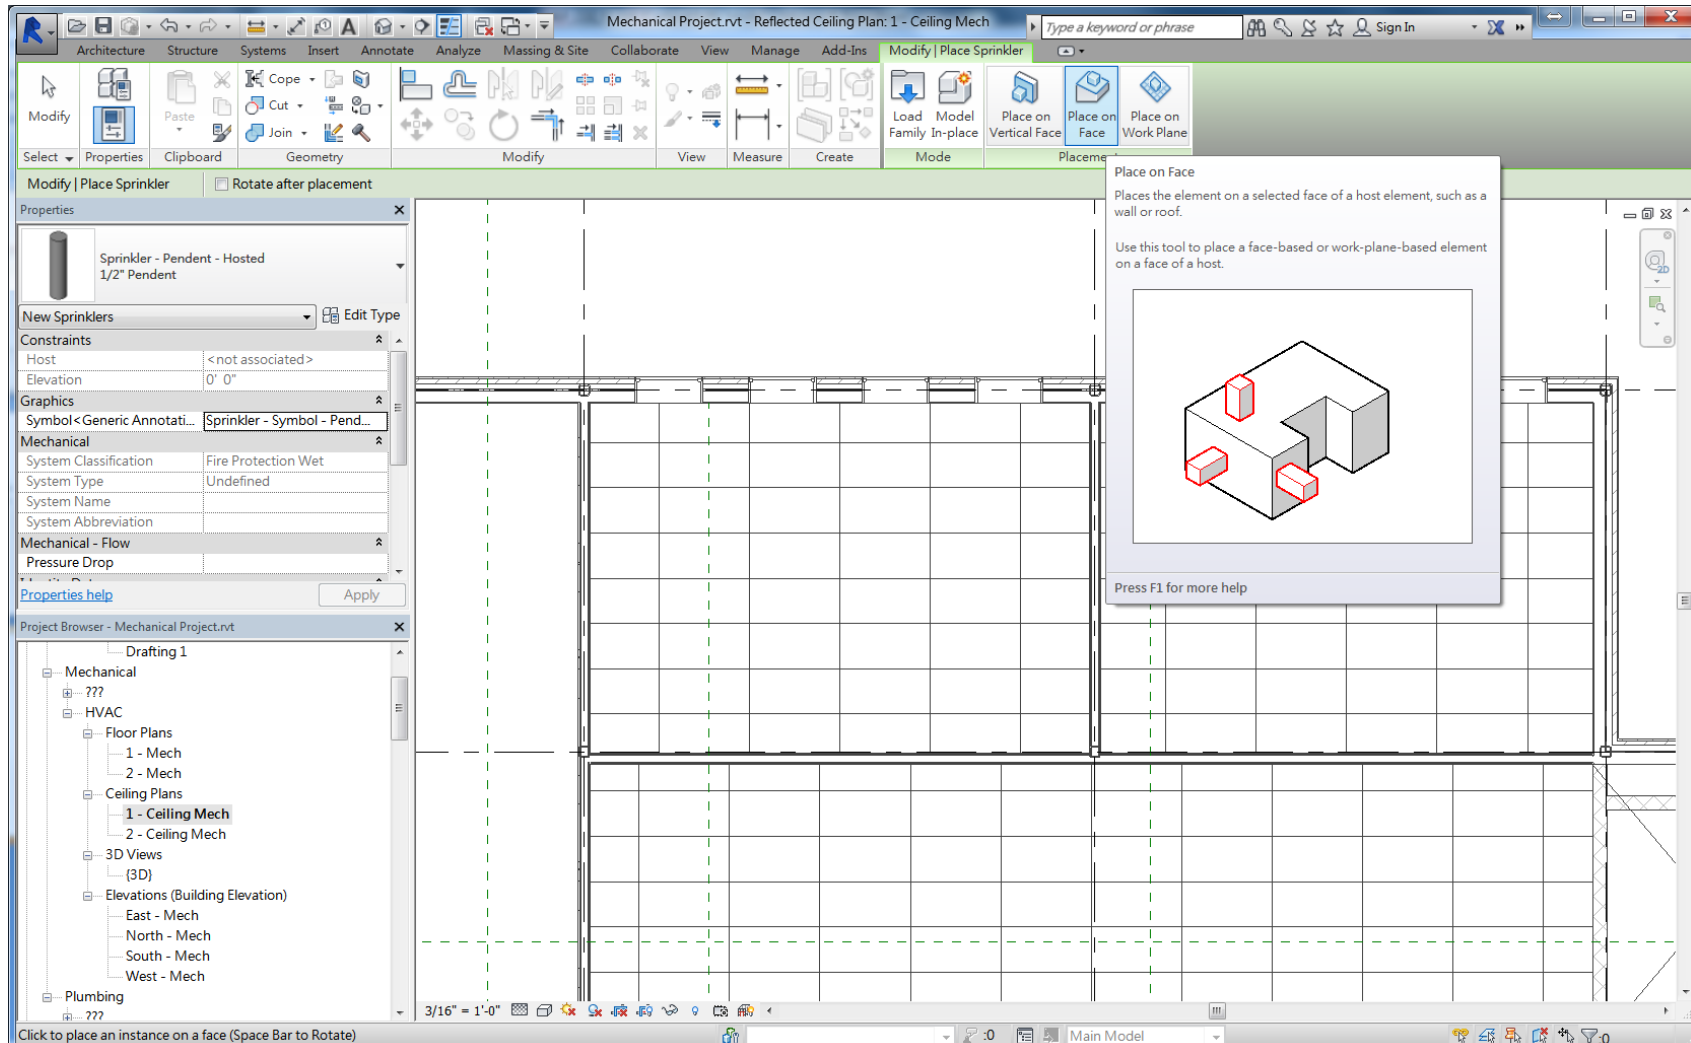 Mechanical Project.rvt - Reflected Ceiling Plan: 1 - Ceiling Mech
Type a keyword or phrase
Sign In
Architecture Structure Systems Insert Annotate Analyze Massing & Site Collaborate View Manage Add-Ins Modify | Place Sprinkler
Modify
Paste
Cope
Cut
Join
Load Family
Model In-place
Place on Vertical Face
Place on Face
Place on Work Plane
Select Properties Clipboard Geometry Modify View Measure Create Mode Placement
Modify | Place Sprinkler
Rotate after placement
Properties
Sprinkler - Pendent - Hosted
1/2" Pendent
New Sprinklers
Edit Type
Constraints
Host <not associated>
Elevation 0' 0"
Graphics
Symbol<Generic Annotati... Sprinkler - Symbol - Pend...
Mechanical
System Classification Fire Protection Wet
System Type Undefined
System Name
System Abbreviation
Mechanical - Flow
Pressure Drop
Properties help
Apply
Project Browser - Mechanical Project.rvt
Drafting 1
Mechanical
???
HVAC
Floor Plans
1 - Mech
2 - Mech
Ceiling Plans
1 - Ceiling Mech
2 - Ceiling Mech
3D Views
{3D}
Elevations (Building Elevation)
East - Mech
North - Mech
South - Mech
West - Mech
Plumbing
???
Place on Face
Places the element on a selected face of a host element, such as a
wall or roof.
Use this tool to place a face-based or work-plane-based element
on a face of a host.
Press F1 for more help
2D
3/16" = 1'-0"
Click to place an instance on a face (Space Bar to Rotate)
:0
Main Model
:0